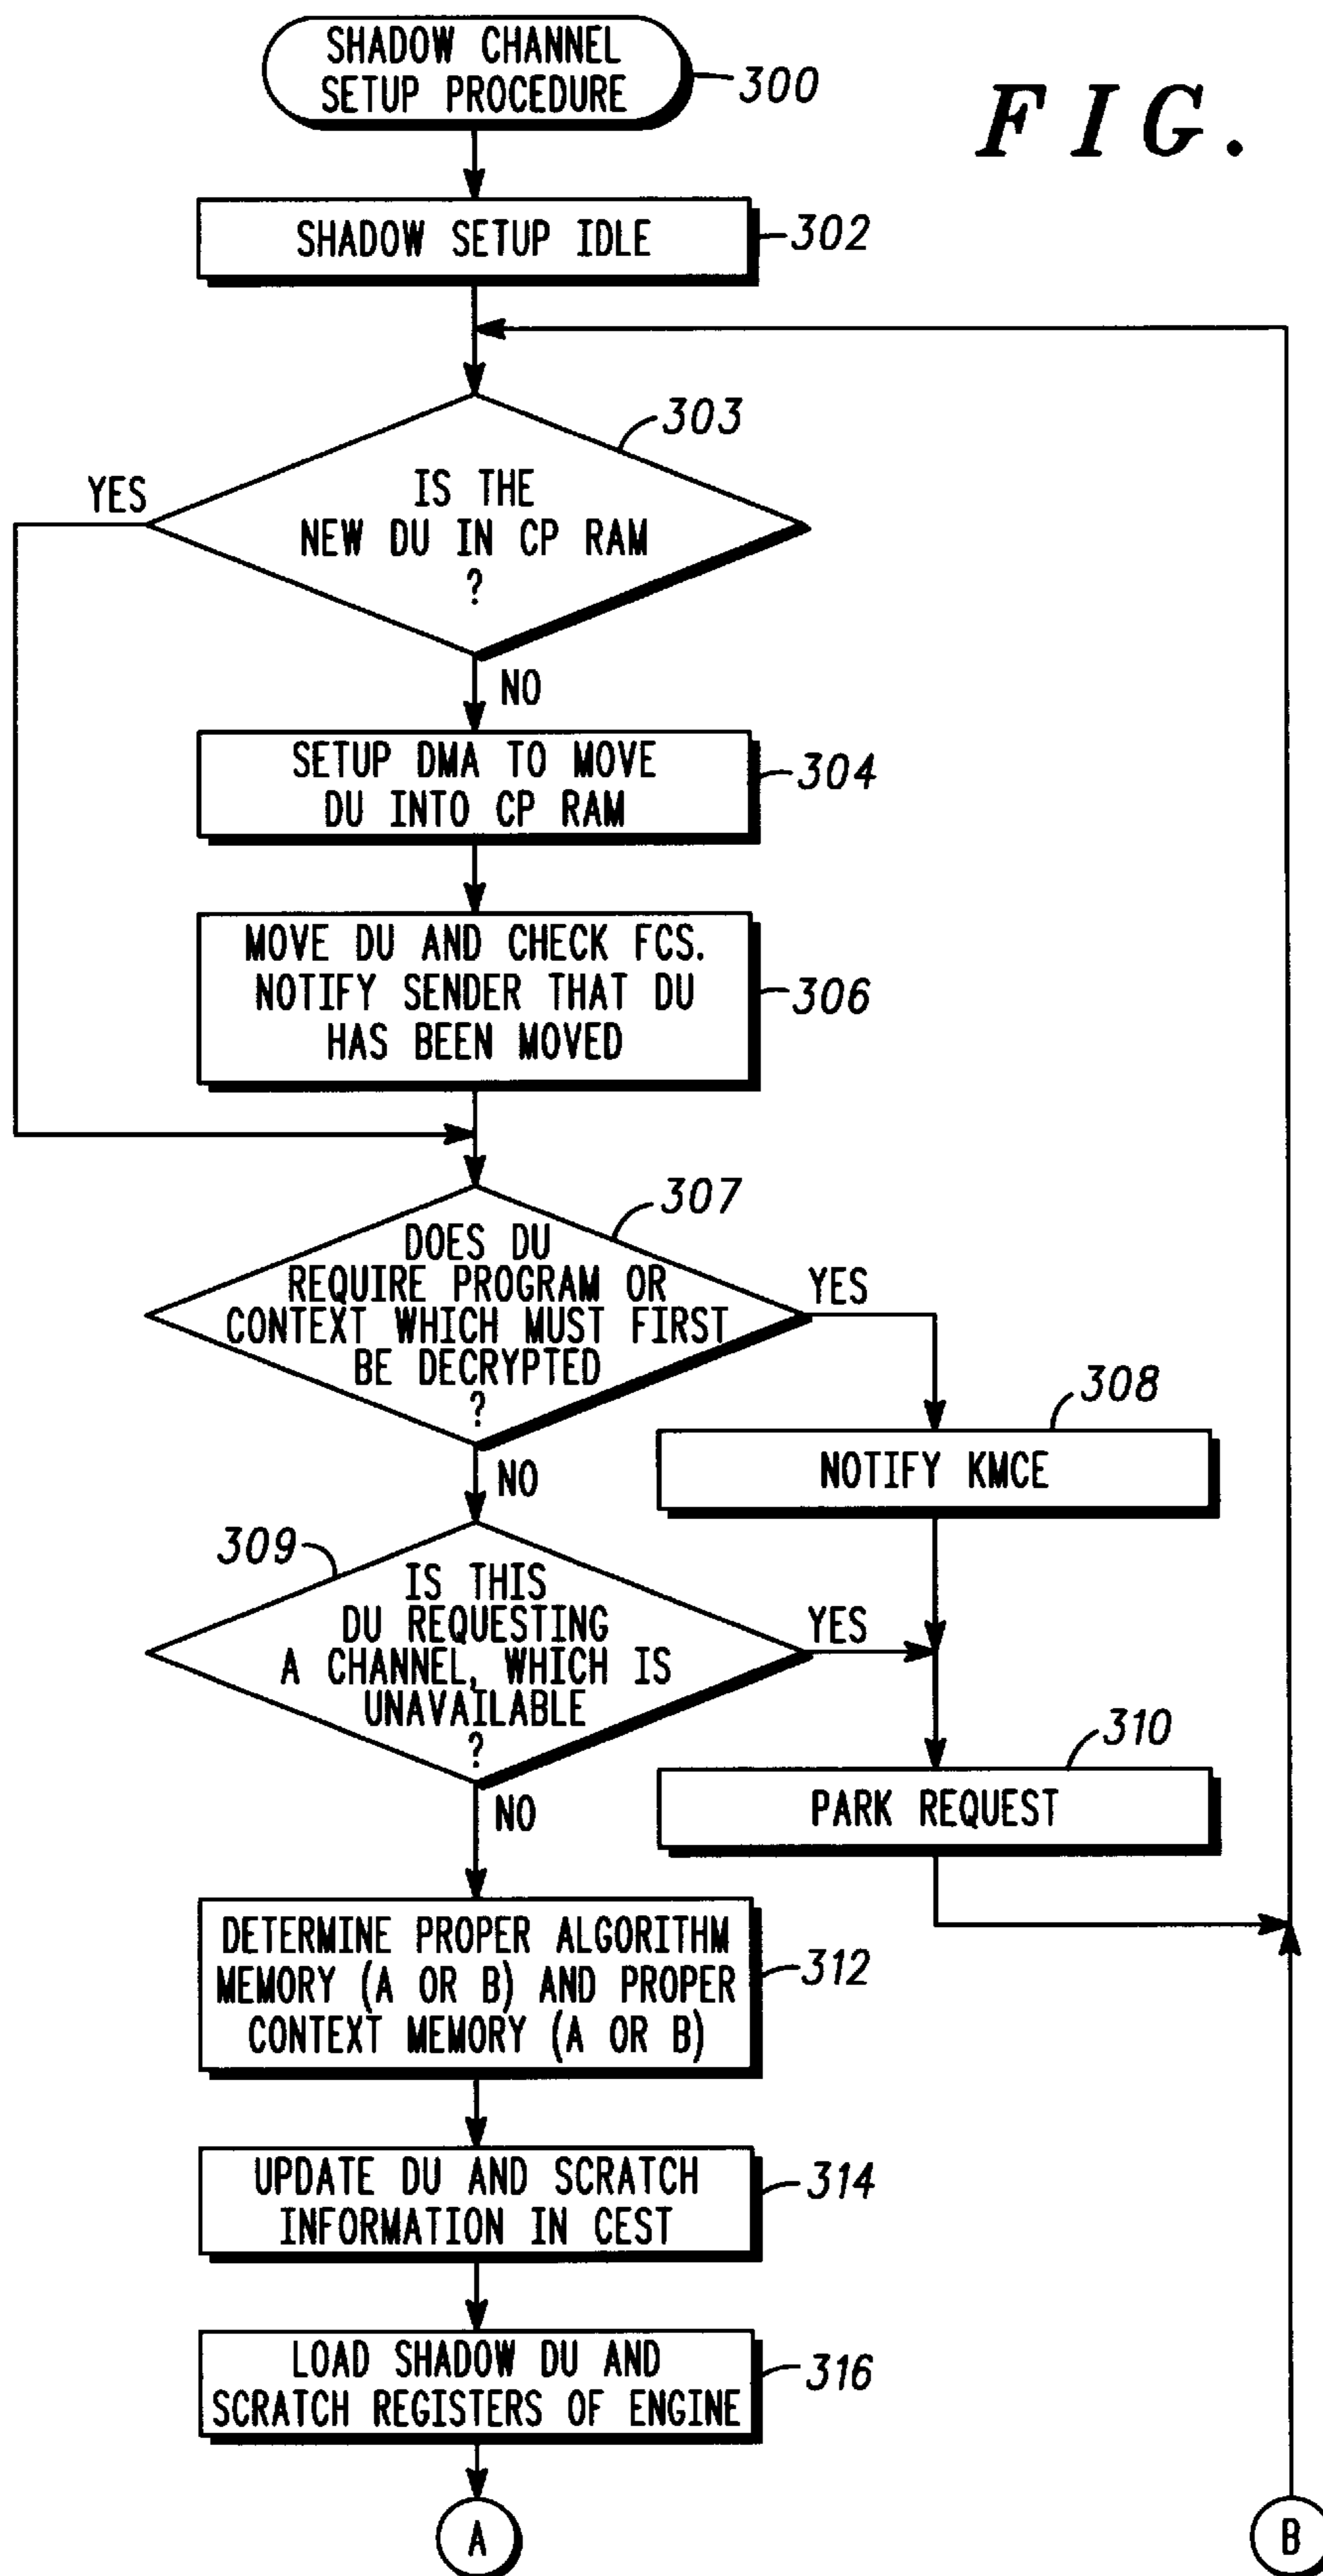 SHADOW CHANNEL
SETUP PROCEDURE
300
FIG.
SHADOW SETUP IDLE
302
303
YES
IS THE
NEW DU IN CP RAM
?
NO
SETUP DMA TO MOVE
DU INTO CP RAM
304
MOVE DU AND CHECK FCS.
NOTIFY SENDER THAT DU
HAS BEEN MOVED
306
307
DOES DU
REQUIRE PROGRAM OR
CONTEXT WHICH MUST FIRST
BE DECRYPTED
?
YES
308
NOTIFY KMCE
NO
309
IS THIS
DU REQUESTING
A CHANNEL, WHICH IS
UNAVAILABLE
?
YES
310
PARK REQUEST
NO
DETERMINE PROPER ALGORITHM
MEMORY (A OR B) AND PROPER
CONTEXT MEMORY (A OR B)
312
UPDATE DU AND SCRATCH
INFORMATION IN CEST
314
LOAD SHADOW DU AND
SCRATCH REGISTERS OF ENGINE
316
A
B